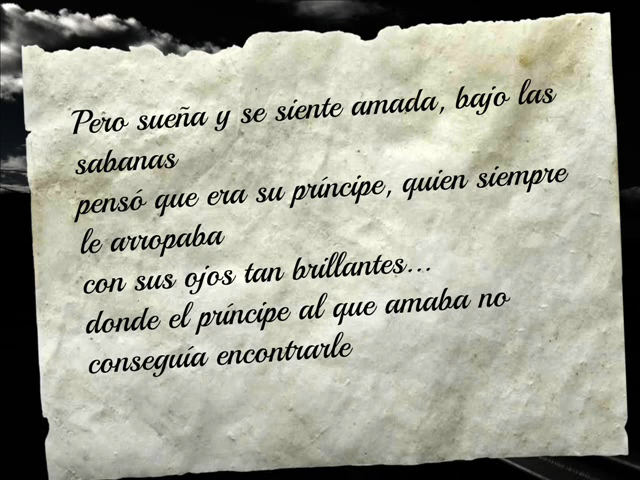 Pero sueña y se siente amada, bajo las
sabanas
pensó que era su príncipe, quien siempre
le arropaba
con sus ojos tan brillantes...
donde el príncipe al que amaba no
conseguía encontrarle